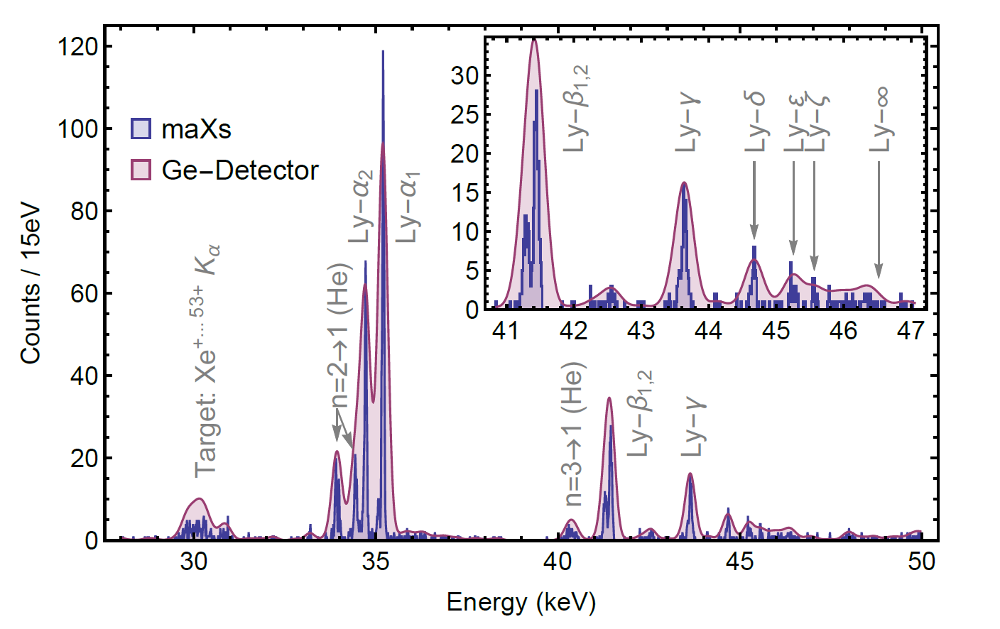 Counts / 15eV
120
100
80
60
40
20
0
maXs
Ge−Detector
Target: Xe+...53+ Kα
n=2→1 (He)
Ly−α2
Ly−α1
n=3→1 (He)
Ly−β1,2
Ly−γ
30
35
40
45
50
Energy (keV)
30
25
20
15
10
5
0
Ly−β1,2
Ly−γ
Ly−δ
Ly−ε
Ly−ζ
Ly−∞
41
42
43
44
45
46
47